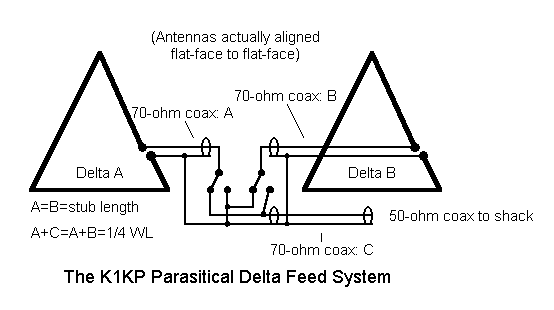 (Antennas actually aligned
flat-face to flat-face)
70-ohm coax: B
70-ohm coax: A
Delta A
Delta B
A=B=stub length
50-ohm coax to shack
A+C=A+B=1/4 WL
70-ohm coax: C
The K1KP Parasitical Delta Feed System